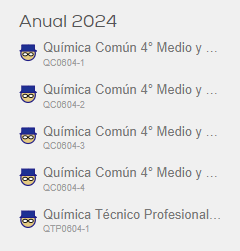 Anual 2024
Química Común 4° Medio y ...
QC0604-1
Química Común 4° Medio y ...
QC0604-2
Química Común 4° Medio y ...
QC0604-3
Química Común 4° Medio y ...
QC0604-4
Química Técnico Profesional...
QTP0604-1